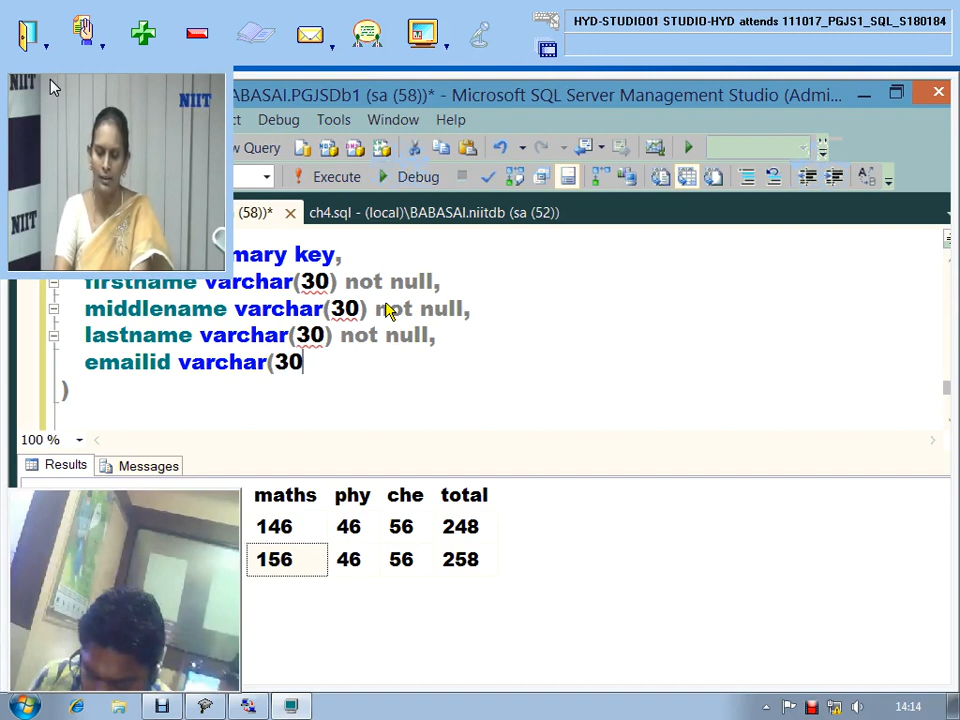 HYD-STUDIO01 STUDIO-HYD attends 111017_PGJS1_SQL_S180184
NIIT
NIIT
NIIT
BABASAI.PGJSDb1 (sa (58))* - Microsoft SQL Server Management Studio (Admi...
ct Debug Tools Window Help
w Query
Execute Debug
(58))* ch4.sql - (local)\BABASAI.niitdb (sa (52))
mary key,
firstname varchar(30) not null,
middlename varchar(30) not null,
lastname varchar(30) not null,
emailid varchar(30
)
100 %
Results Messages
maths phy che total
146 46 56 248
156 46 56 258
14:14